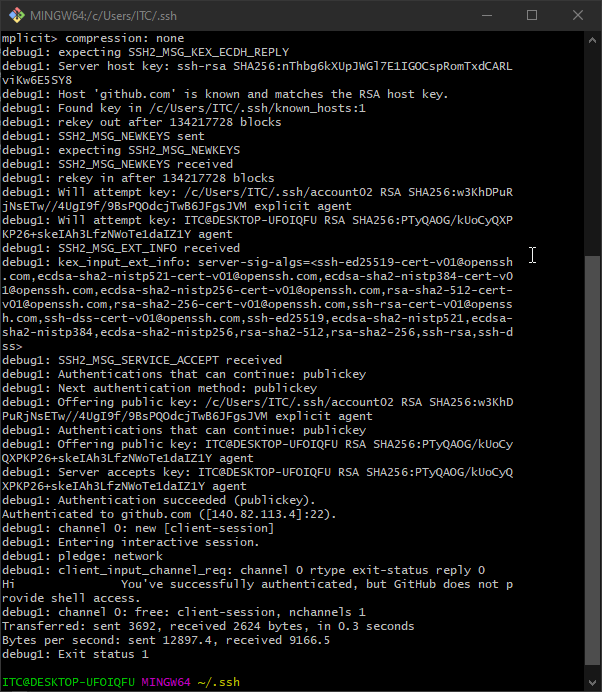 MINGW64:/c/Users/ITC/.ssh
mplicit> compression: none
debug1: expecting SSH2_MSG_KEX_ECDH_REPLY
debug1: Server host key: ssh-rsa SHA256:nThbg6kXUpJWGl7E1IGOCspRomTxdCARL
viKw6E5SY8
debug1: Host 'github.com' is known and matches the RSA host key.
debug1: Found key in /c/Users/ITC/.ssh/known_hosts:1
debug1: rekey out after 134217728 blocks
debug1: SSH2_MSG_NEWKEYS sent
debug1: expecting SSH2_MSG_NEWKEYS
debug1: SSH2_MSG_NEWKEYS received
debug1: rekey in after 134217728 blocks
debug1: Will attempt key: /c/Users/ITC/.ssh/account02 RSA SHA256:w3KhDPuR
jNsETw//4UgI9f/9BsPQOdcjTwB6JFgsJVM explicit agent
debug1: Will attempt key: ITC@DESKTOP-UFOIQFU RSA SHA256:PTyQAOG/kUoCyQXP
KP26+skeIAh3LfzNWoTe1daIZ1Y agent
debug1: SSH2_MSG_EXT_INFO received
debug1: kex_input_ext_info: server-sig-algs=<ssh-ed25519-cert-v01@openssh
.com,ecdsa-sha2-nistp521-cert-v01@openssh.com,ecdsa-sha2-nistp384-cert-v0
1@openssh.com,ecdsa-sha2-nistp256-cert-v01@openssh.com,rsa-sha2-512-cert-
v01@openssh.com,rsa-sha2-256-cert-v01@openssh.com,ssh-rsa-cert-v01@openss
h.com,ssh-dss-cert-v01@openssh.com,ssh-ed25519,ecdsa-sha2-nistp521,ecdsa-
sha2-nistp384,ecdsa-sha2-nistp256,rsa-sha2-512,rsa-sha2-256,ssh-rsa,ssh-d
ss>
debug1: SSH2_MSG_SERVICE_ACCEPT received
debug1: Authentications that can continue: publickey
debug1: Next authentication method: publickey
debug1: Offering public key: /c/Users/ITC/.ssh/account02 RSA SHA256:w3KhD
PuRjNsETw//4UgI9f/9BsPQOdcjTwB6JFgsJVM explicit agent
debug1: Authentications that can continue: publickey
debug1: Offering public key: ITC@DESKTOP-UFOIQFU RSA SHA256:PTyQAOG/kUoCy
QXPKP26+skeIAh3LfzNWoTe1daIZ1Y agent
debug1: Server accepts key: ITC@DESKTOP-UFOIQFU RSA SHA256:PTyQAOG/kUoCyQ
XPKP26+skeIAh3LfzNWoTe1daIZ1Y agent
debug1: Authentication succeeded (publickey).
Authenticated to github.com ([140.82.113.4]:22).
debug1: channel 0: new [client-session]
debug1: Entering interactive session.
debug1: pledge: network
debug1: client_input_channel_req: channel 0 rtype exit-status reply 0
Hi You've successfully authenticated, but GitHub does not p
rovide shell access.
debug1: channel 0: free: client-session, nchannels 1
Transferred: sent 3692, received 2624 bytes, in 0.3 seconds
Bytes per second: sent 12897.4, received 9166.5
debug1: Exit status 1
ITC@DESKTOP-UFOIQFU MINGW64 ~/.ssh